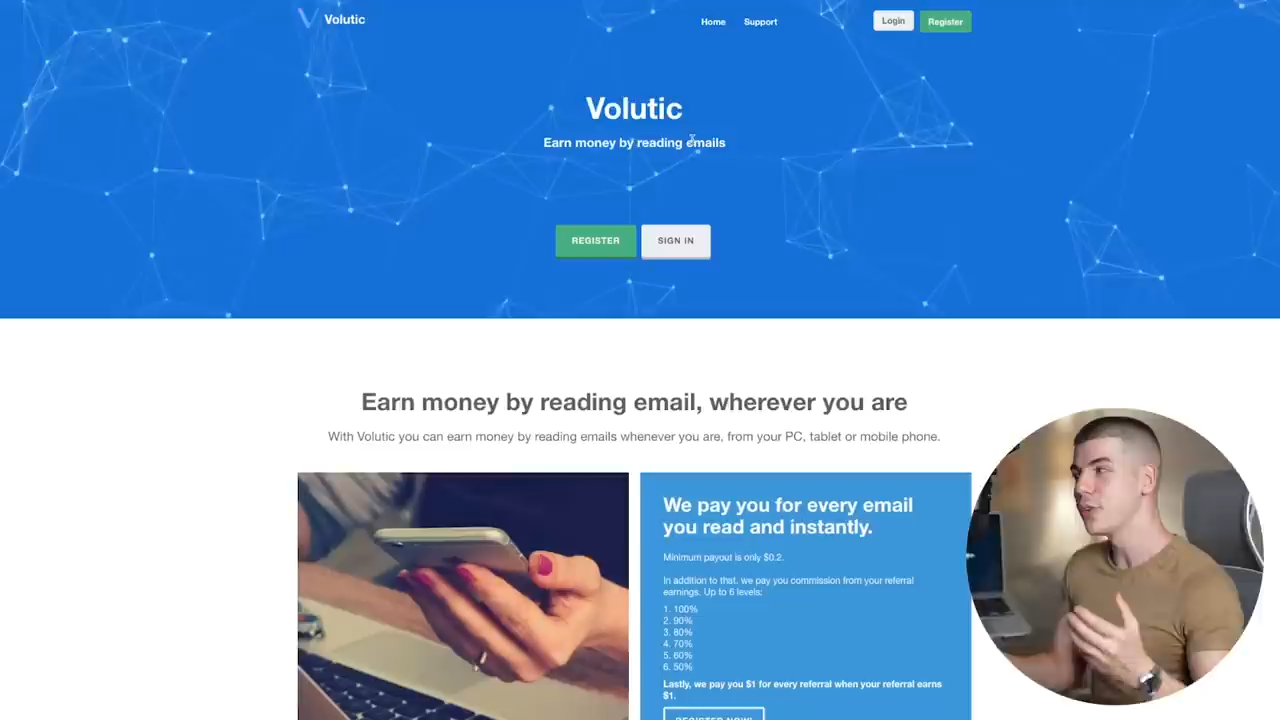 Volutic
Home
Support
Login
Register
Volutic
Earn money by reading emails
REGISTER
SIGN IN
Earn money by reading email, wherever you are
With Volutic you can earn money by reading emails whenever you are, from your PC, tablet or mobile phone.
We pay you for every email
you read and instantly.
Minimum payout is only $0.2.
In addition to that. we pay you commission from your referral
earnings. Up to 6 levels:
1. 100%
2. 90%
3. 80%
4. 70%
5. 60%
6. 50%
Lastly, we pay you $1 for every referral when your referral earns
$1.
REGISTER NOW!